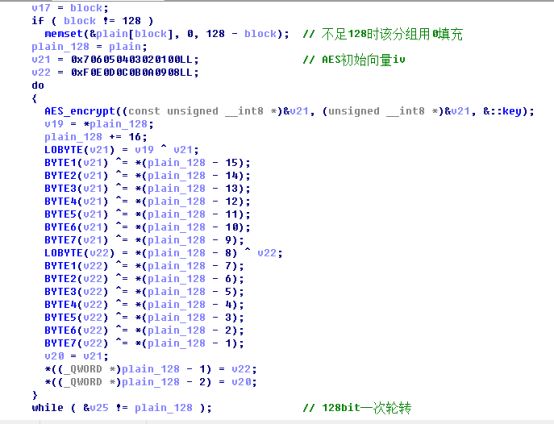 v17 = block;
if ( block != 128 )
memset(&plain[block], 0, 128 - block); // 不足128时该分组用0填充
plain_128 = plain;
v21 = 0x706050403020100LL; // AES初始向量iv
v22 = 0xF0E0D0C0B0A0908LL;
do
{
AES_encrypt((const unsigned __int8 *)&v21, (unsigned __int8 *)&v21, &::key);
v19 = *plain_128;
plain_128 += 16;
LOBYTE(v21) = v19 ^ v21;
BYTE1(v21) ^= *(plain_128 - 15);
BYTE2(v21) ^= *(plain_128 - 14);
BYTE3(v21) ^= *(plain_128 - 13);
BYTE4(v21) ^= *(plain_128 - 12);
BYTE5(v21) ^= *(plain_128 - 11);
BYTE6(v21) ^= *(plain_128 - 10);
BYTE7(v21) ^= *(plain_128 - 9);
LOBYTE(v22) = *(plain_128 - 8) ^ v22;
BYTE1(v22) ^= *(plain_128 - 7);
BYTE2(v22) ^= *(plain_128 - 6);
BYTE3(v22) ^= *(plain_128 - 5);
BYTE4(v22) ^= *(plain_128 - 4);
BYTE5(v22) ^= *(plain_128 - 3);
BYTE6(v22) ^= *(plain_128 - 2);
BYTE7(v22) ^= *(plain_128 - 1);
v20 = v21;
*((_QWORD *)plain_128 - 1) = v22;
*((_QWORD *)plain_128 - 2) = v20;
}
while ( &v25 != plain_128 ); // 128bit一次轮转